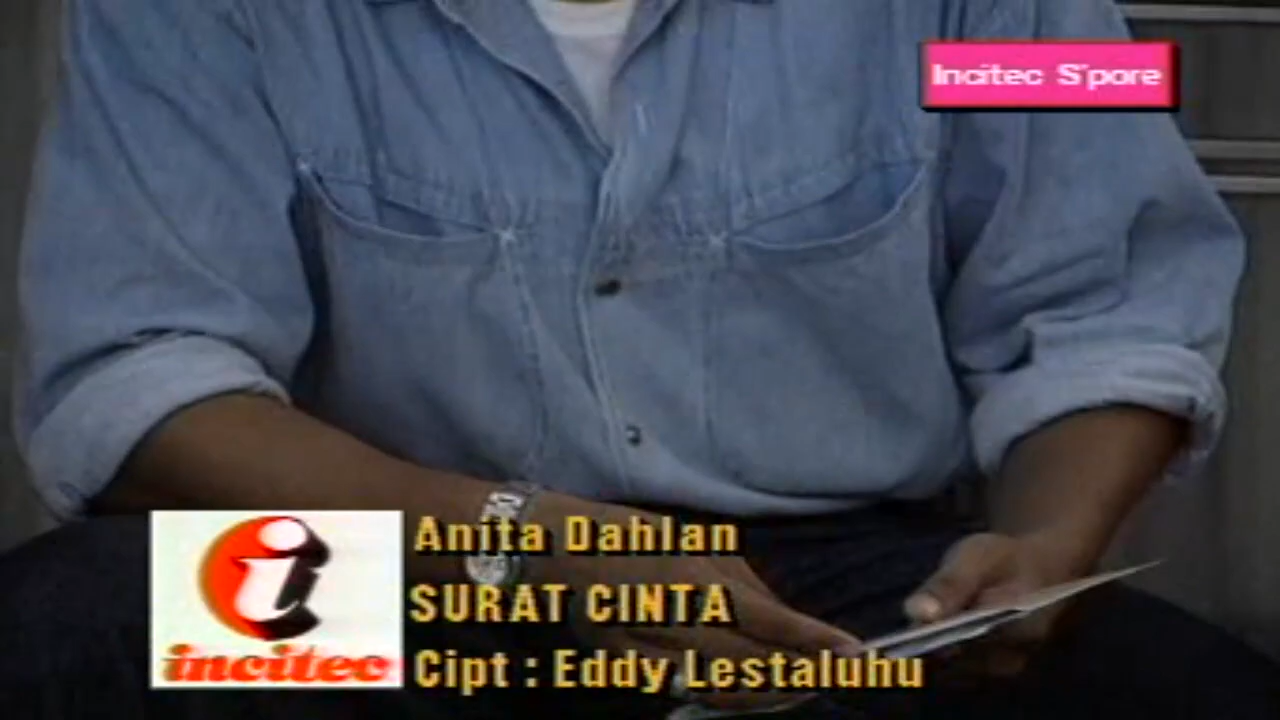 Incitec S'pore
Anita Dahlan
SURAT CINTA
Cipt : Eddy Lestaluhu
i
incitec